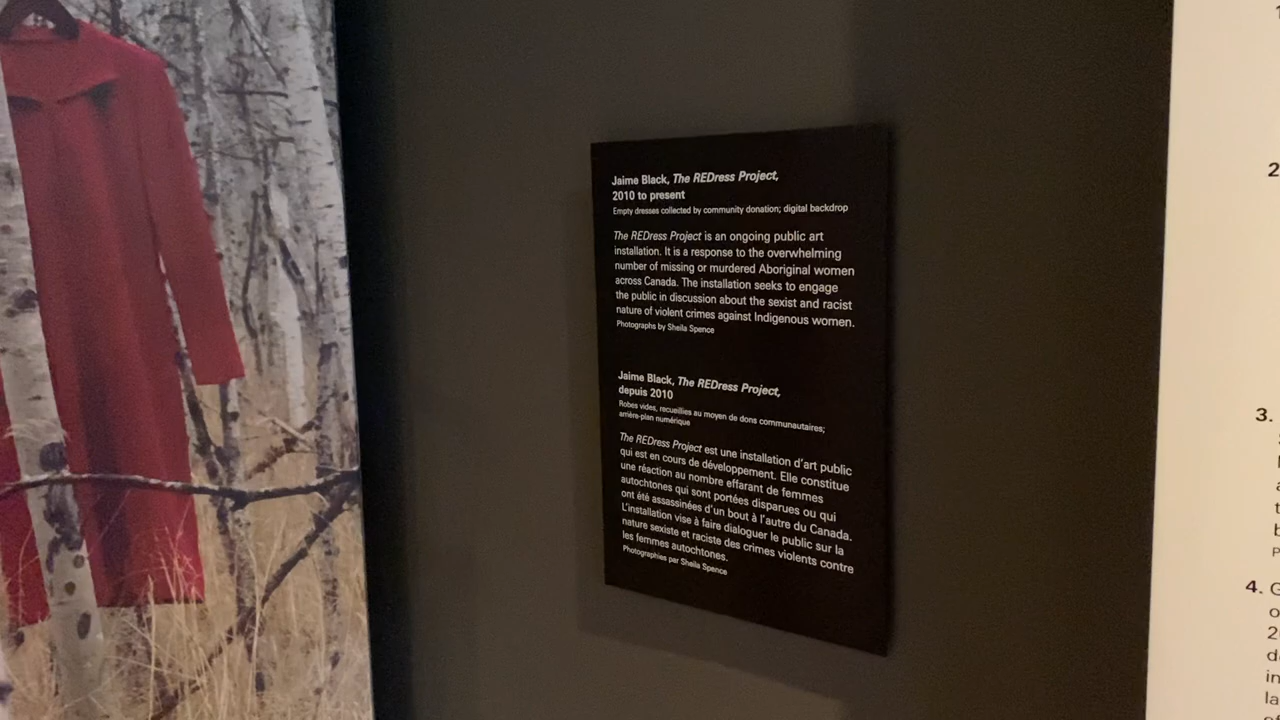 Jaime Black, The REDress Project,
2010 to present
Empty dresses collected by community donation; digital backdrop
The REDress Project is an ongoing public art
installation. It is a response to the overwhelming
number of missing or murdered Aboriginal women
across Canada. The installation seeks to engage
the public in discussion about the sexist and racist
nature of violent crimes against Indigenous women.
Photographs by Sheila Spence
Jaime Black, The REDress Project,
depuis 2010
Robes vides, recueillies au moyen de dons communautaires;
arrière-plan numérique
The REDress Project est une installation d'art public
qui est en cours de développement. Elle constitue
une réaction au nombre effarant de femmes
autochtones qui sont portées disparues ou qui
ont été assassinées d'un bout à l'autre du Canada.
L'installation vise à faire dialoguer le public sur la
nature sexiste et raciste des crimes violents contre
les femmes autochtones.
Photographies par Sheila Spence
2
3.
4.